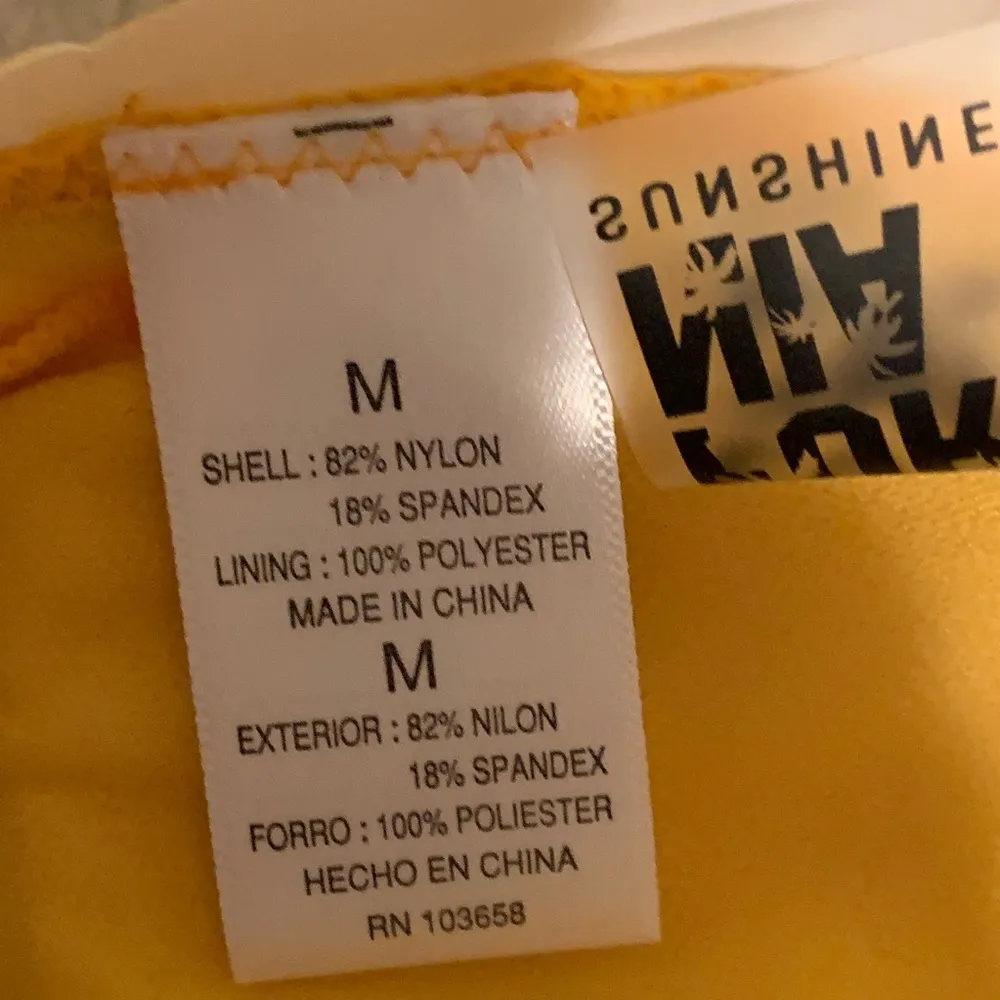 M
SHELL : 82% NYLON
18% SPANDEX
LINING : 100% POLYESTER
MADE IN CHINA
M
EXTERIOR : 82% NILON
18% SPANDEX
FORRO : 100% POLIESTER
HECHO EN CHINA
RN 103658
SUNSHINE